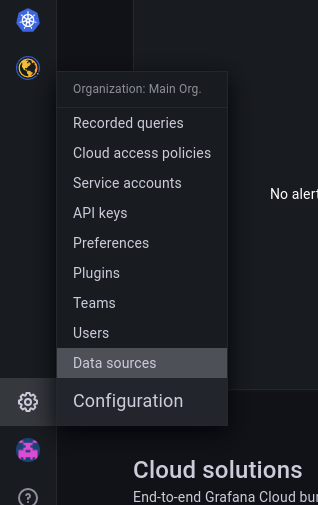 Organization: Main Org.
Recorded queries
Cloud access policies
Service accounts
API keys
No alert
Preferences
Plugins
Teams
Users
Data sources
Configuration
Cloud solutions
End-to-end Grafana Cloud bun